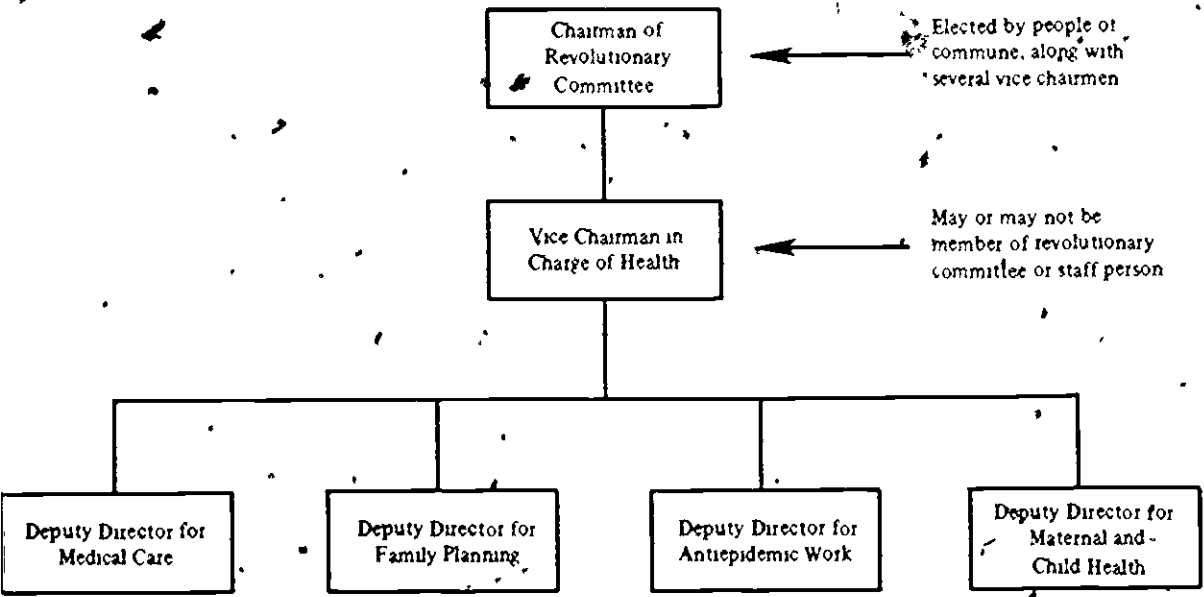 Chairman of
Revolutionary
Committee
Elected by people of
commune, along with
several vice chairmen
Vice Chairman in
Charge of Health
May or may not be
member of revolutionary
committee or staff person
Deputy Director for
Medical Care
Deputy Director for
Family Planning
Deputy Director for
Antiepidemic Work
Deputy Director for
Maternal and
Child Health